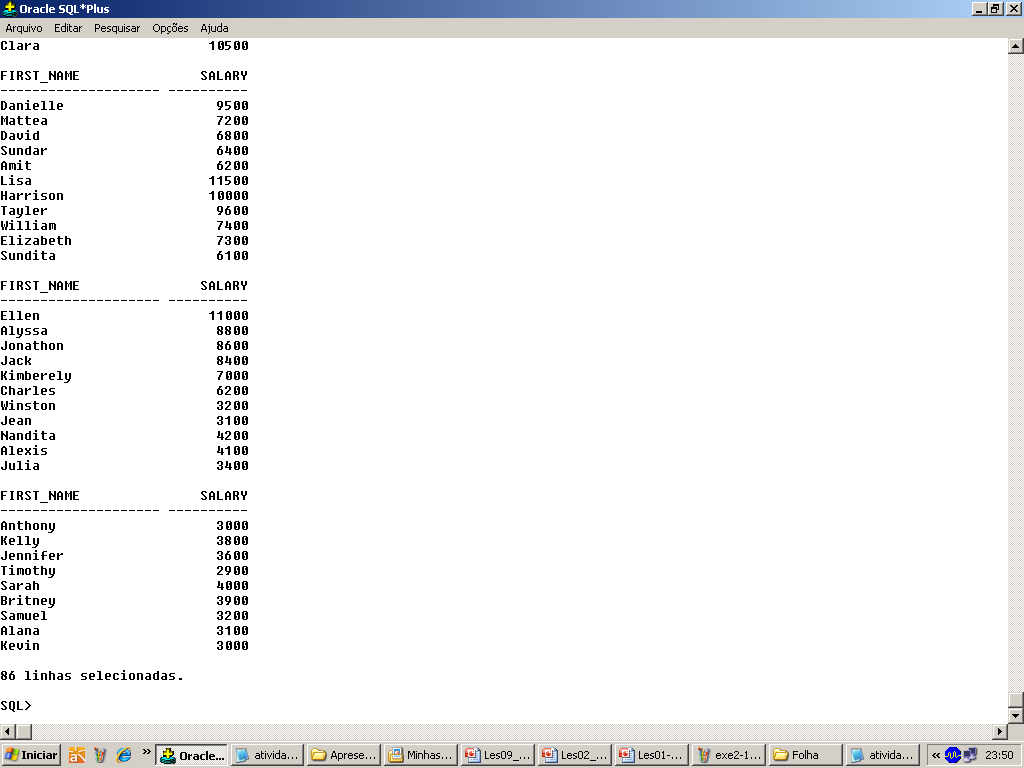 Oracle SQL*Plus
Arquivo Editar Pesquisar Opções Ajuda
Clara 10500
FIRST_NAME SALARY
-------------------- ----------
Danielle 9500
Mattea 7200
David 6800
Sundar 6400
Amit 6200
Lisa 11500
Harrison 10000
Tayler 9600
William 7400
Elizabeth 7300
Sundita 6100
FIRST_NAME SALARY
-------------------- ----------
Ellen 11000
Alyssa 8800
Jonathon 8600
Jack 8400
Kimberely 7000
Charles 6200
Winston 3200
Jean 3100
Nandita 4200
Alexis 4100
Julia 3400
FIRST_NAME SALARY
-------------------- ----------
Anthony 3000
Kelly 3800
Jennifer 3600
Timothy 2900
Sarah 4000
Britney 3900
Samuel 3200
Alana 3100
Kevin 3000
86 linhas selecionadas.
SQL>
Iniciar » Oracle... ativida... Aprese... Minhas... Les09_... Les02_... Les01-... exe2-1... Folha ativida... « 23:50